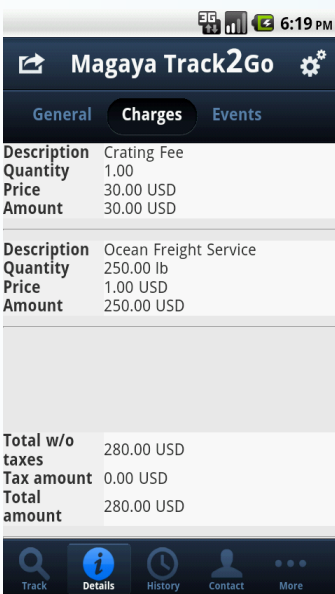 3G 6:19 PM
Magaya Track2Go
General Charges Events
Description Crating Fee
Quantity 1.00
Price 30.00 USD
Amount 30.00 USD
Description Ocean Freight Service
Quantity 250.00 lb
Price 1.00 USD
Amount 250.00 USD
Total w/o
taxes 280.00 USD
Tax amount 0.00 USD
Total
amount 280.00 USD
Track Details History Contact More